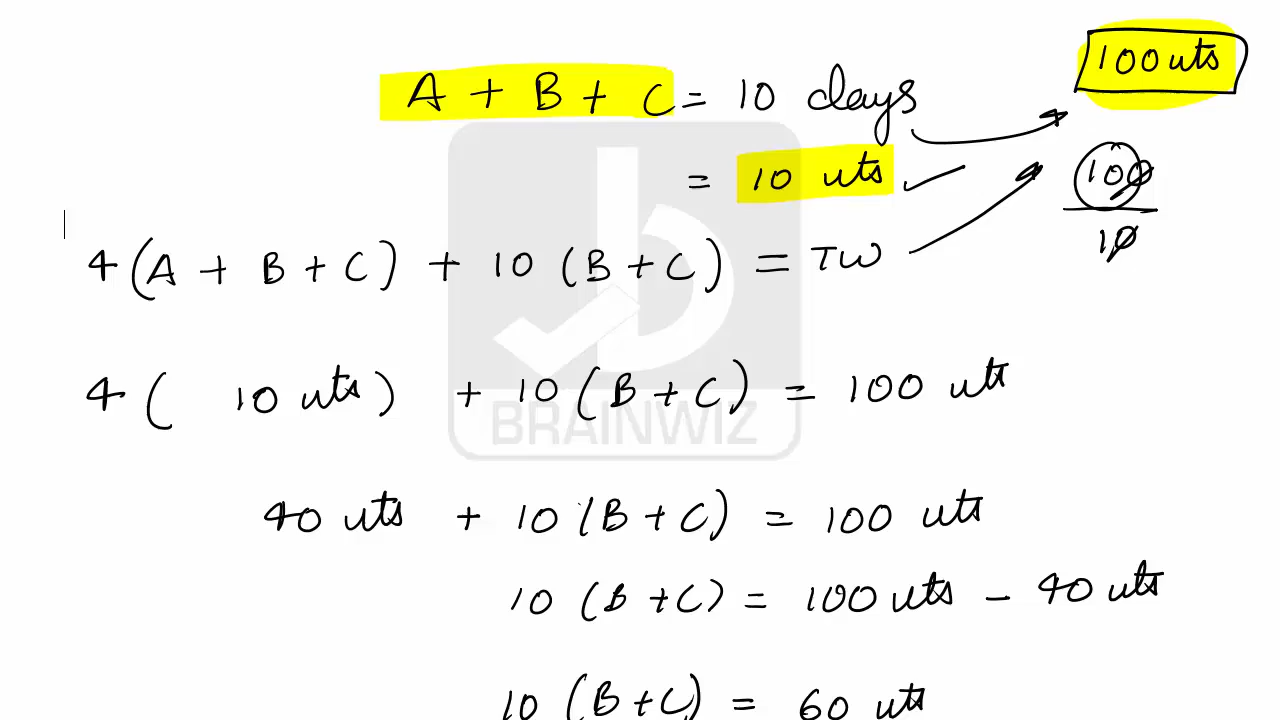 100 uts
A + B + C = 10 days
= 10 uts
100
10
4 (A + B + C) + 10 (B + C) = TW
4 ( 10 uts) + 10 (B + C) = 100 uts
BRAINWIZ
40 uts + 10 (B + C) = 100 uts
10 (B + C) = 100 uts - 40 uts
10 (B + C) = 60 uts